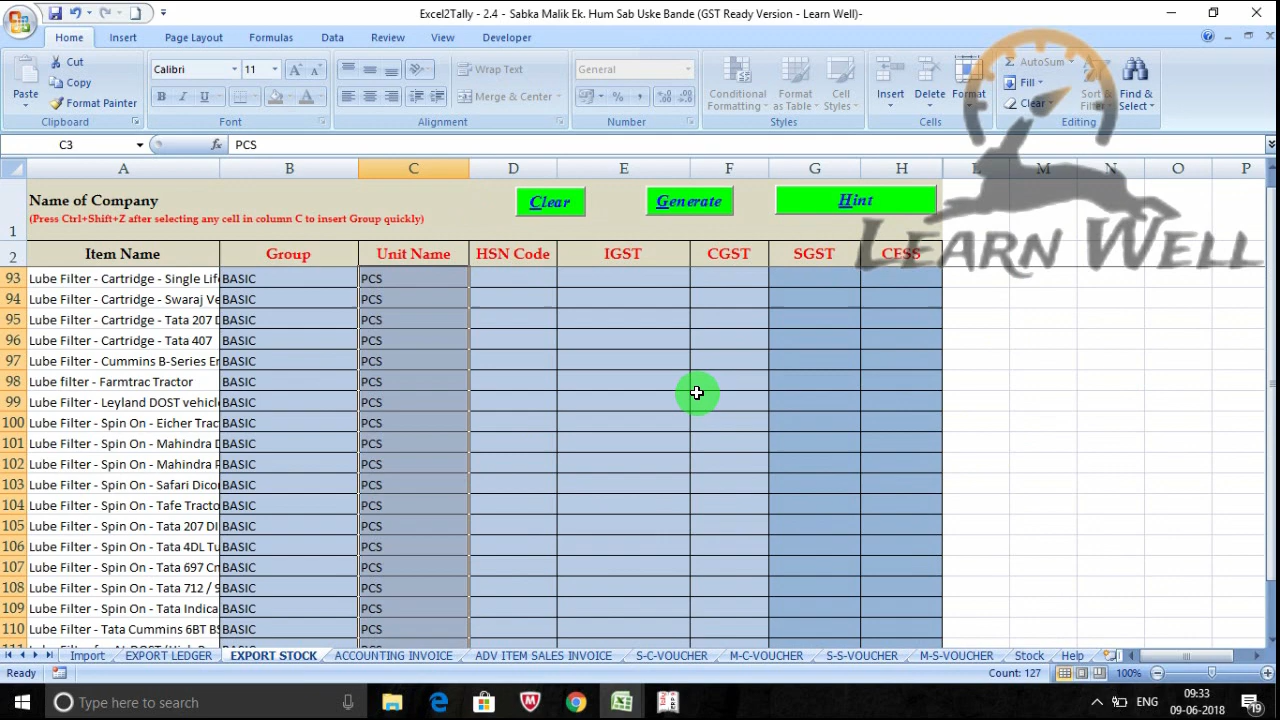 Excel2Tally - 2.4 - Sabka Malik Ek. Hum Sab Uske Bande (GST Ready Version - Learn Well)-
Home Insert Page Layout Formulas Data Review View Developer
Cut
Copy
Format Painter
Paste
Clipboard
Calibri 11
B I U
Font
Wrap Text
Merge & Center
Alignment
General
Number
Conditional Formatting
Format as Table
Cell Styles
Styles
Insert Delete Format
Cells
AutoSum
Fill
Clear
Sort & Filter
Find & Select
Editing
C3 fx PCS
A B C D E F G H L M N O P
1 Name of Company Clear Generate Hint
(Press Ctrl+Shift+Z after selecting any cell in column C to insert Group quickly)
LEARN WELL
2 Item Name Group Unit Name HSN Code IGST CGST SGST CESS
93 Lube Filter - Cartridge - Single Life BASIC PCS
94 Lube Filter - Cartridge - Swaraj Ve BASIC PCS
95 Lube Filter - Cartridge - Tata 207 D BASIC PCS
96 Lube Filter - Cartridge - Tata 407 BASIC PCS
97 Lube Filter - Cummins B-Series En BASIC PCS
98 Lube filter - Farmtrac Tractor BASIC PCS
99 Lube Filter - Leyland DOST vehicle BASIC PCS
100 Lube Filter - Spin On - Eicher Trac BASIC PCS
101 Lube Filter - Spin On - Mahindra D BASIC PCS
102 Lube Filter - Spin On - Mahindra P BASIC PCS
103 Lube Filter - Spin On - Safari Dicor BASIC PCS
104 Lube Filter - Spin On - Tafe Tracto BASIC PCS
105 Lube Filter - Spin On - Tata 207 DI BASIC PCS
106 Lube Filter - Spin On - Tata 4DL Tu BASIC PCS
107 Lube Filter - Spin On - Tata 697 Cn BASIC PCS
108 Lube Filter - Spin On - Tata 712 / 9 BASIC PCS
109 Lube Filter - Spin On - Tata Indica BASIC PCS
110 Lube Filter - Tata Cummins 6BT BS BASIC PCS
Import EXPORT LEDGER EXPORT STOCK ACCOUNTING INVOICE ADV ITEM SALES INVOICE S-C-VOUCHER M-C-VOUCHER S-S-VOUCHER M-S-VOUCHER Stock Help
Ready Count: 127 100%
Type here to search ENG 09:33
09-06-2018 19